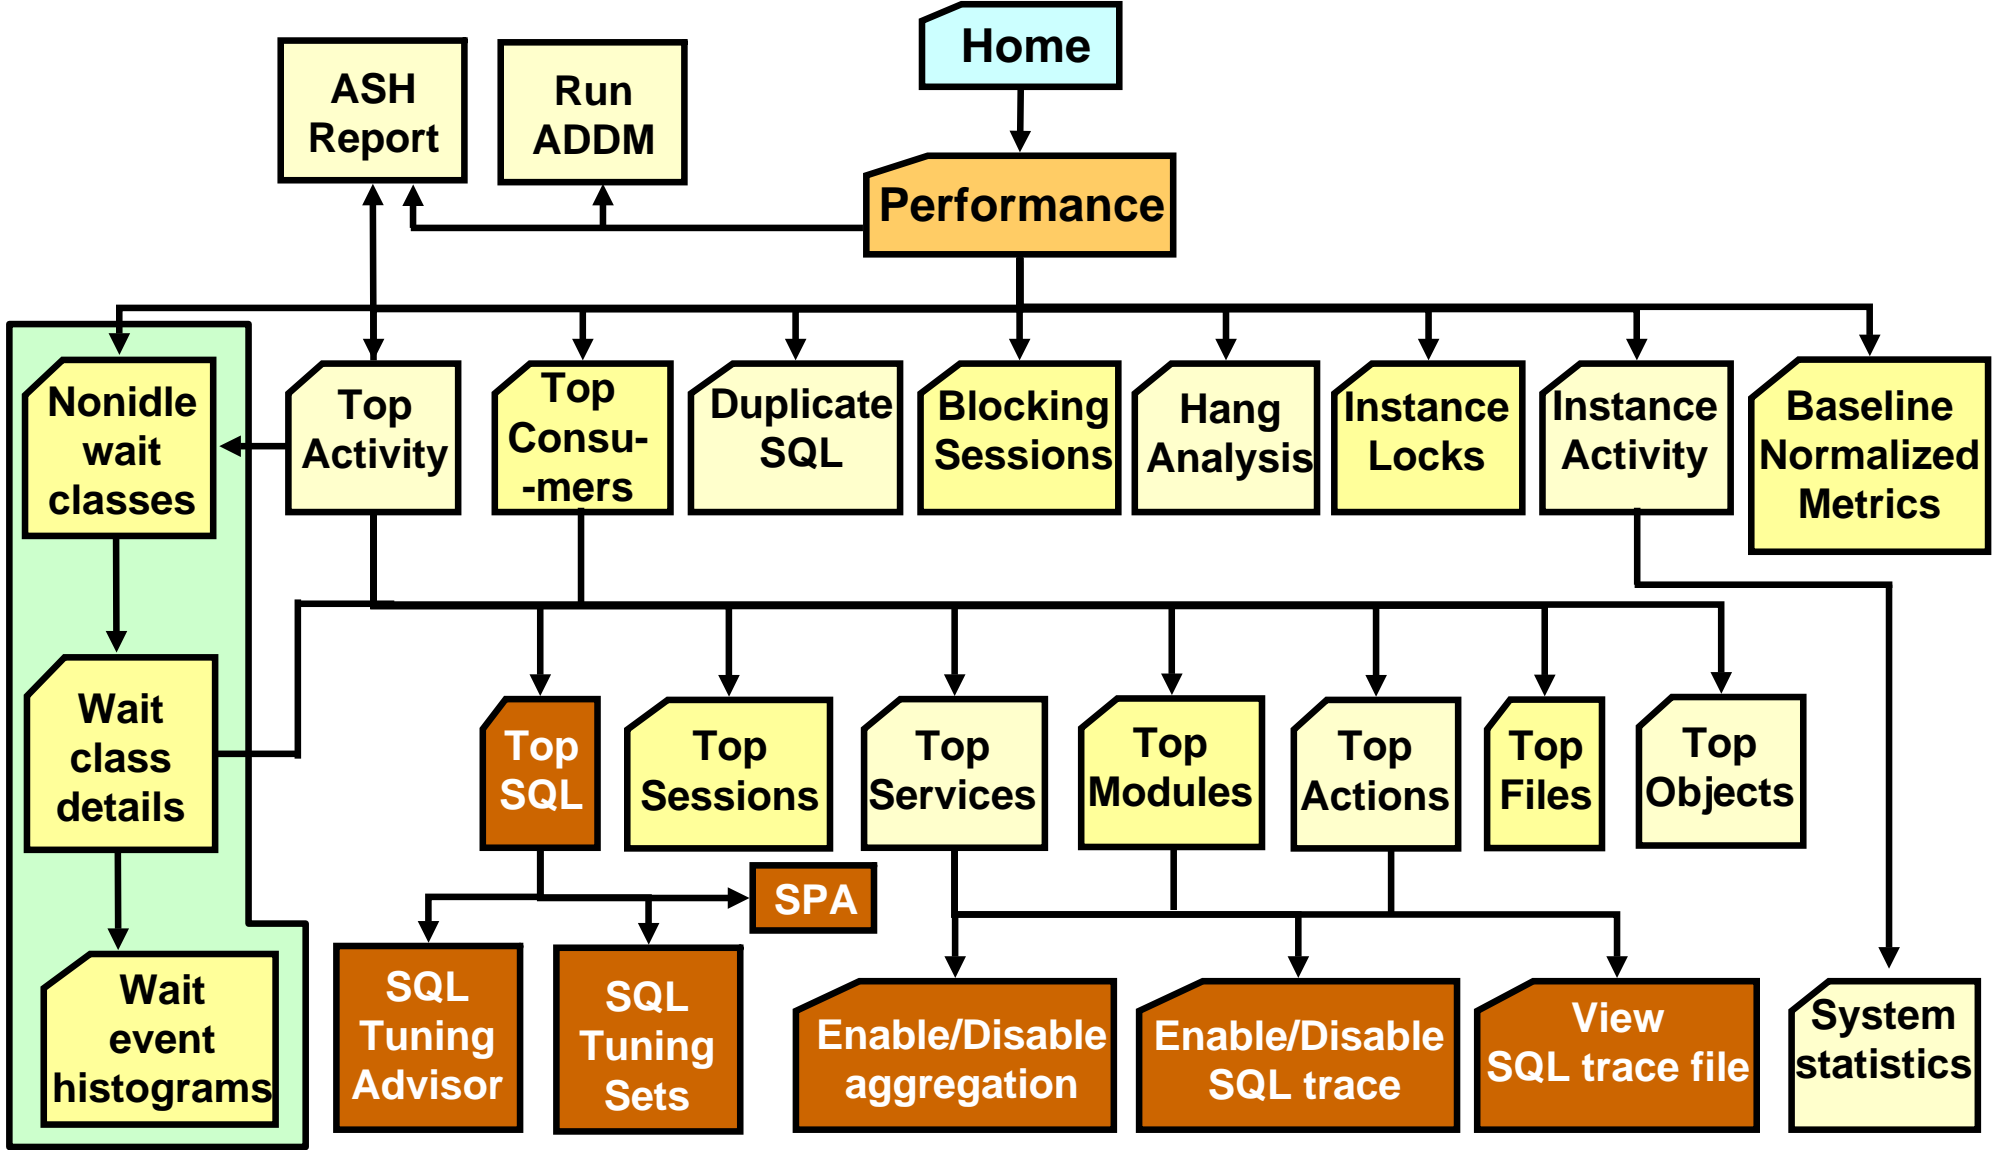 Home
ASH
Report
Run
ADDM
Performance
Nonidle
wait
classes
Top
Activity
Top
Consu-
-mers
Duplicate
SQL
Blocking
Sessions
Hang
Analysis
Instance
Locks
Instance
Activity
Baseline
Normalized
Metrics
Wait
class
details
Top
SQL
Top
Sessions
Top
Services
Top
Modules
Top
Actions
Top
Files
Top
Objects
SPA
Wait
event
histograms
SQL
Tuning
Advisor
SQL
Tuning
Sets
Enable/Disable
aggregation
Enable/Disable
SQL trace
View
SQL trace file
System
statistics